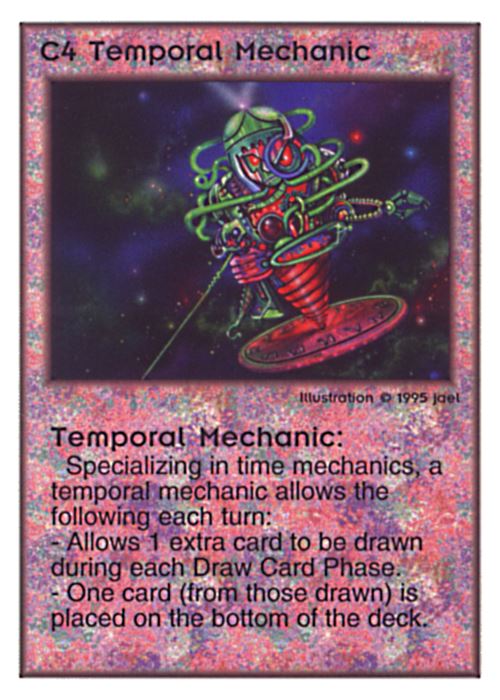 C4 Temporal Mechanic
Illustration © 1995 jael
Temporal Mechanic:
Specializing in time mechanics, a
temporal mechanic allows the
following each turn:
- Allows 1 extra card to be drawn
during each Draw Card Phase.
- One card (from those drawn) is
placed on the bottom of the deck.